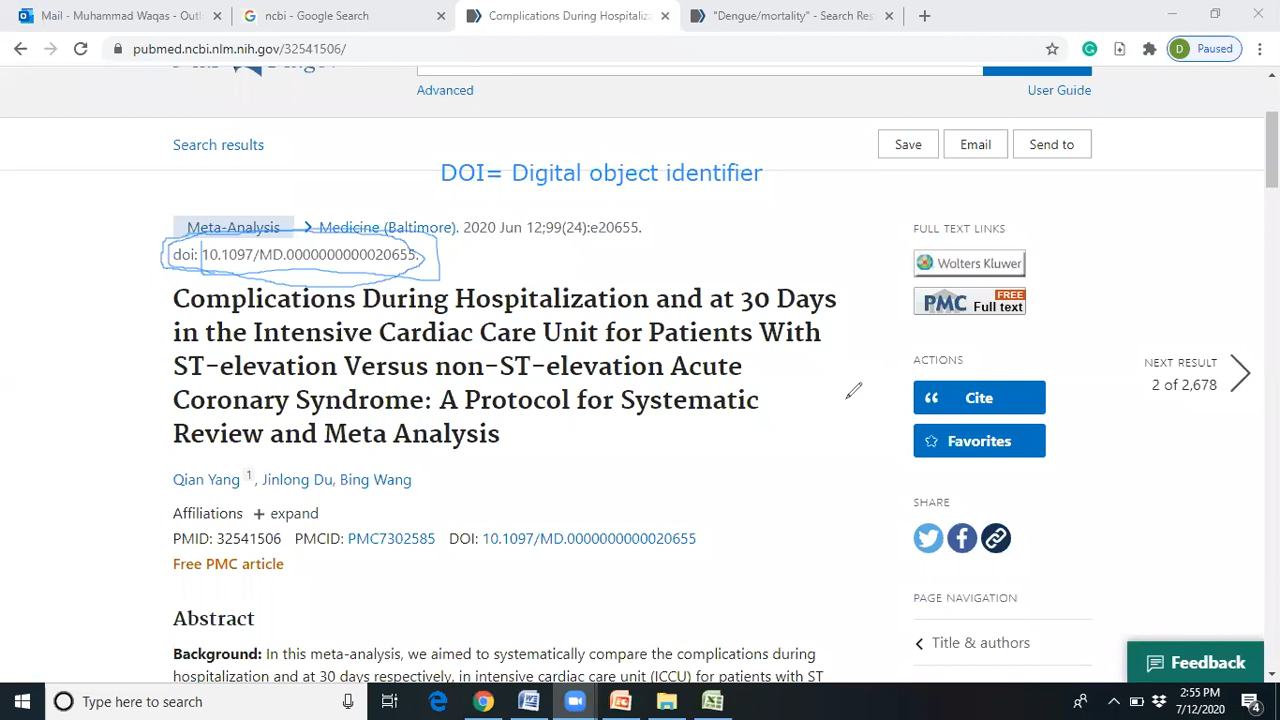 Mail - Muhammad Waqas - Outl
ncbi - Google Search
Complications During Hospitaliza
"Dengue/mortality" - Search Res
pubmed.ncbi.nlm.nih.gov/32541506/
D Paused
Advanced
User Guide
Search results
Save
Email
Send to
DOI= Digital object identifier
Meta-Analysis
Medicine (Baltimore). 2020 Jun 12;99(24):e20655.
doi: 10.1097/MD.0000000000020655.
Complications During Hospitalization and at 30 Days
in the Intensive Cardiac Care Unit for Patients With
ST-elevation Versus non-ST-elevation Acute
Coronary Syndrome: A Protocol for Systematic
Review and Meta Analysis
Qian Yang 1, Jinlong Du, Bing Wang
Affiliations + expand
PMID: 32541506 PMCID: PMC7302585 DOI: 10.1097/MD.0000000000020655
Free PMC article
Abstract
Background: In this meta-analysis, we aimed to systematically compare the complications during
hospitalization and at 30 days respectively, in intensive cardiac care unit (ICCU) for patients with ST
FULL TEXT LINKS
Wolters Kluwer
PMC FREE Full text
ACTIONS
Cite
Favorites
SHARE
PAGE NAVIGATION
Title & authors
NEXT RESULT
2 of 2,678
Feedback
Type here to search
2:55 PM
7/12/2020
4